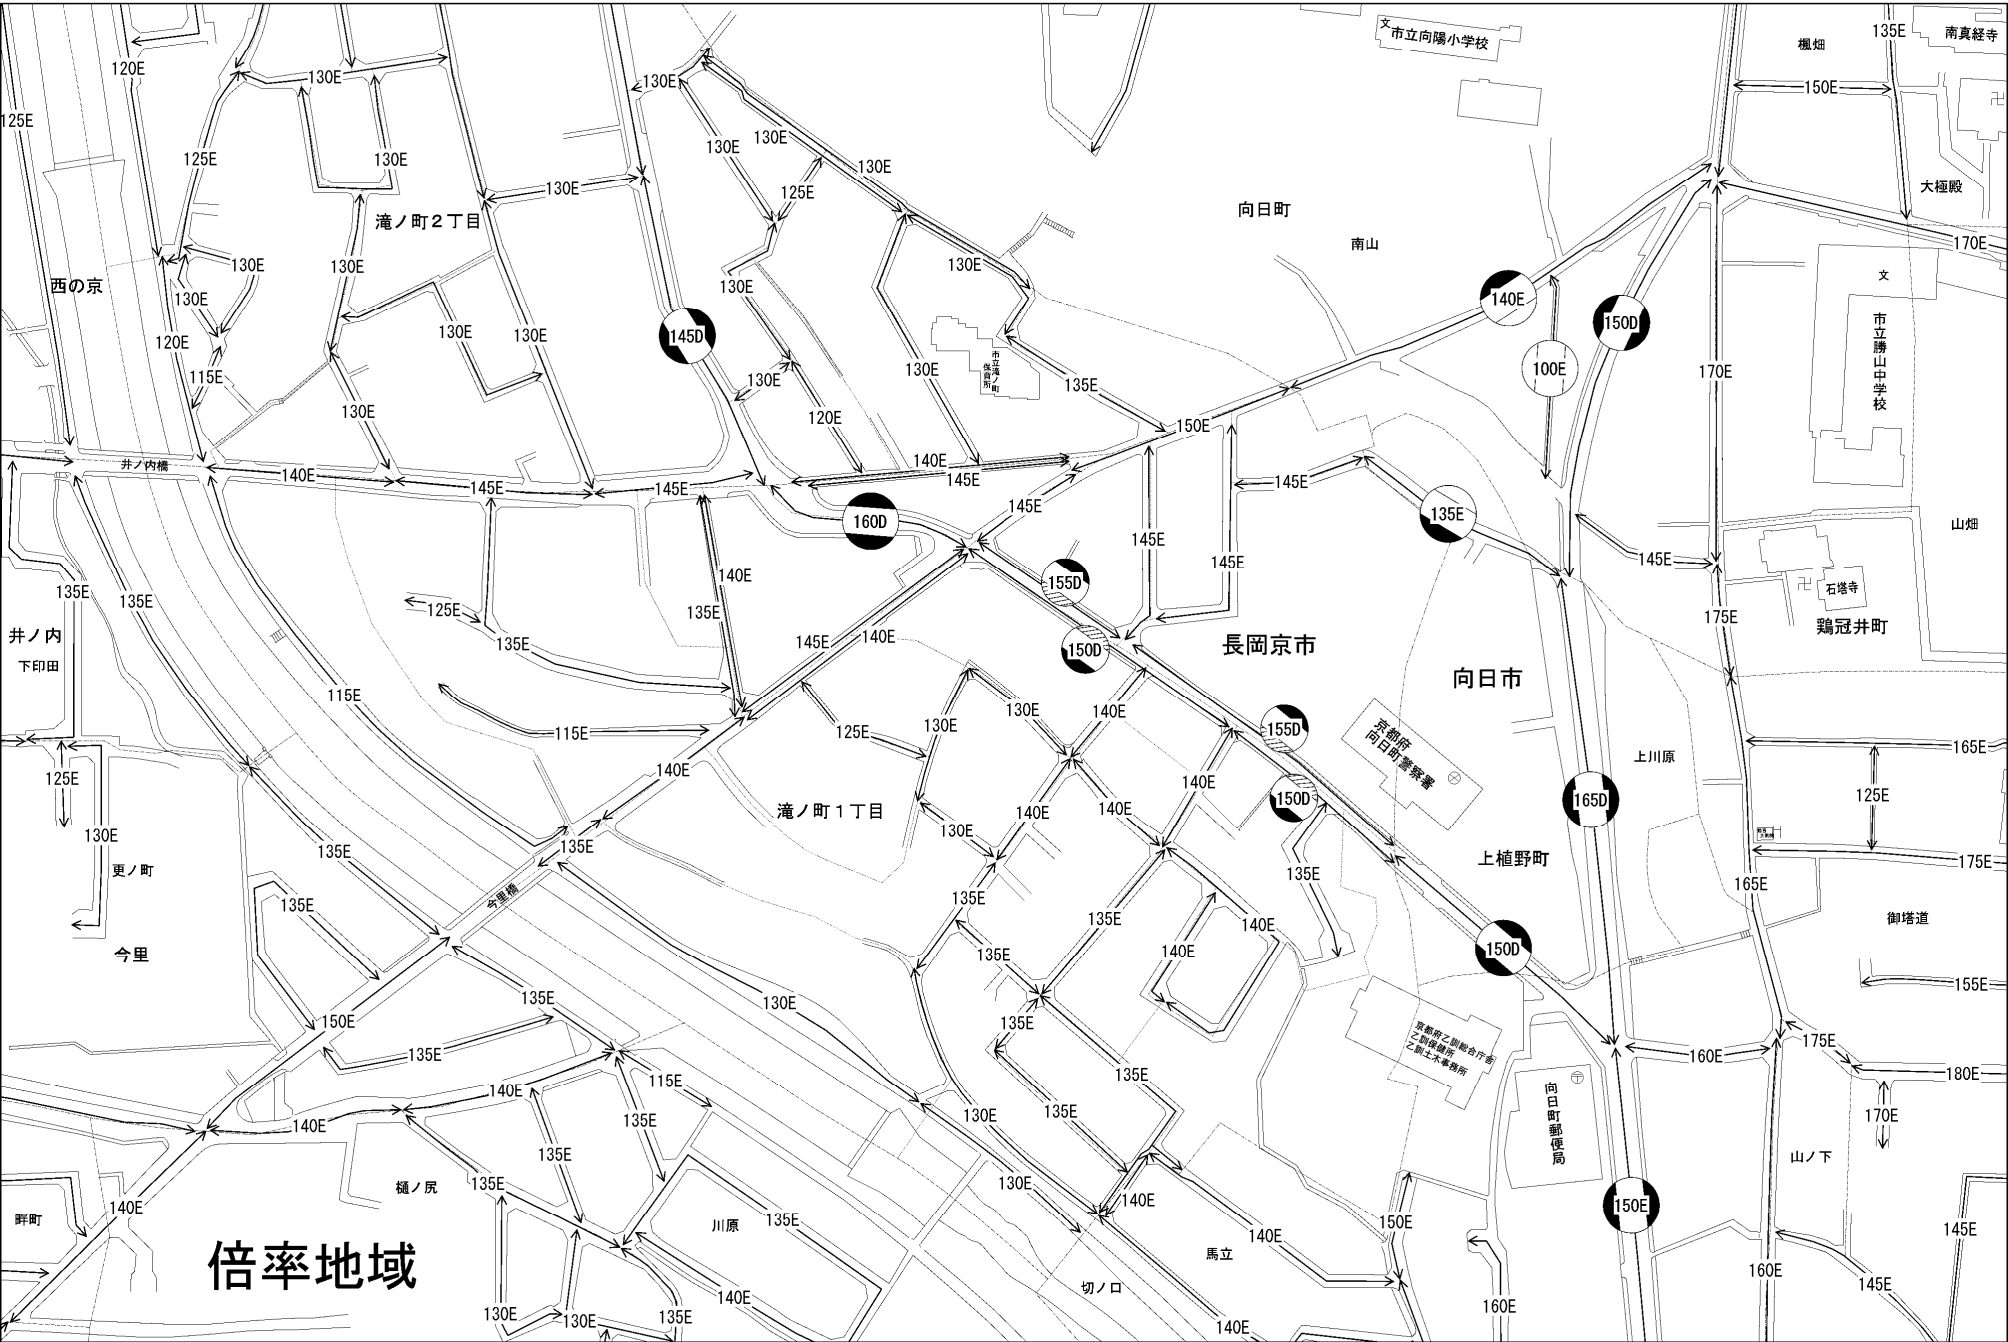 文
市立向陽小学校
135E
楓畑
南真経寺
120E
130E
130E
150E
125E
130E
130E
130E
125E
130E
130E
130E
125E
大極殿
滝ノ町2丁目
向日町
南山
170E
西の京
130E
130E
130E
130E
130E
140E
文
130E
120E
130E
130E
145D
150D
市立勝山中学校
市立滝ノ町
保育所
115E
130E
130E
120E
130E
135E
100E
170E
150E
井ノ内橋
140E
145E
145E
140E
145E
145E
135E
160D
145E
145E
145E
145E
山畑
135E
135E
125E
135E
140E
135E
155D
石塔寺
井ノ内
下印田
145E
140E
150D
長岡京市
向日市
175E
鶏冠井町
115E
115E
125E
130E
130E
140E
155D
京都府
向日町警察署
上川原
165E
125E
130E
140E
滝ノ町1丁目
130E
140E
140E
140E
150D
165D
125E
更ノ町
135E
135E
今里橋
135E
135E
135E
上植野町
175E
165E
今里
135E
130E
135E
140E
140E
150D
御塔道
155E
150E
135E
135E
135E
京都府乙訓総合庁舎
乙訓保健所
乙訓土木事務所
160E
175E
180E
140E
140E
115E
135E
130E
135E
向日町郵便局
170E
135E
樋ノ尻
135E
130E
140E
山ノ下
140E
畔町
川原
135E
150E
150E
145E
倍率地域
140E
馬立
切ノ口
140E
160E
160E
145E
130E
130E
135E
140E